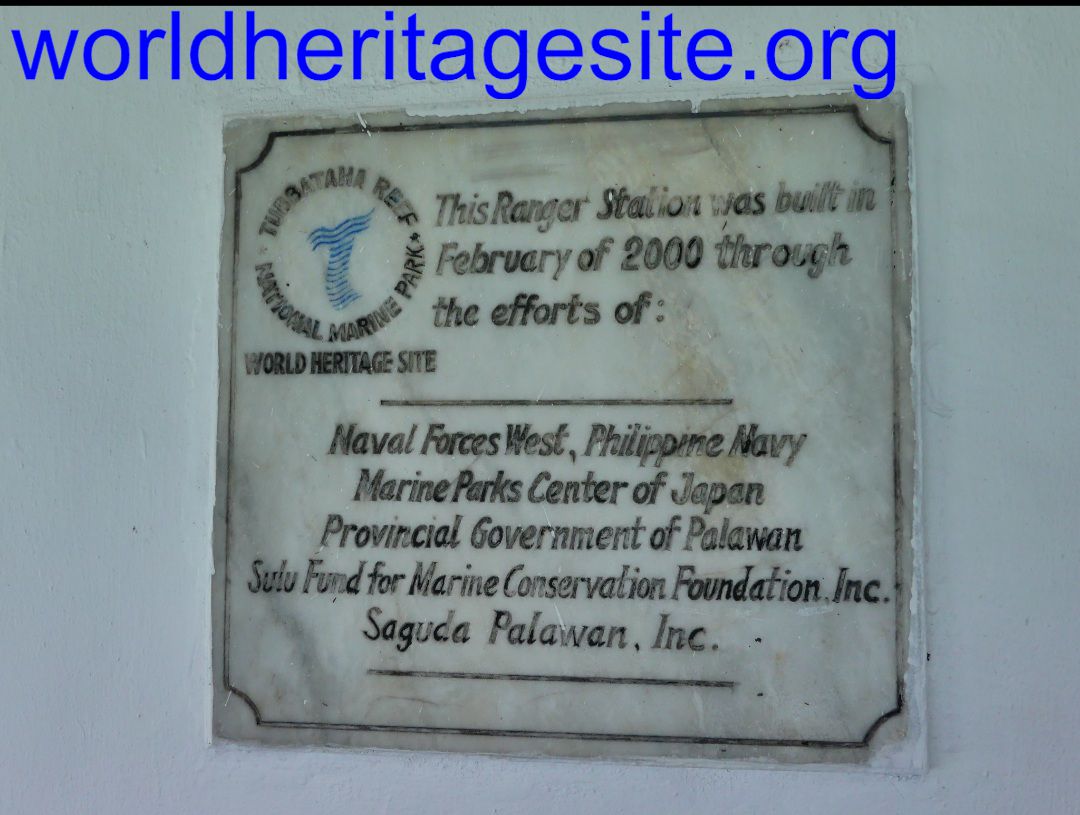 worldheritagesite.org
TUBBATAHA REEF
NATIONAL MARINE PARK
WORLD HERITAGE SITE
This Ranger Station was built in
February of 2000 through
the efforts of:
Naval Forces West, Philippine Navy
Marine Parks Center of Japan
Provincial Government of Palawan
Sulu Fund for Marine Conservation Foundation, Inc.
Saguda Palawan, Inc.